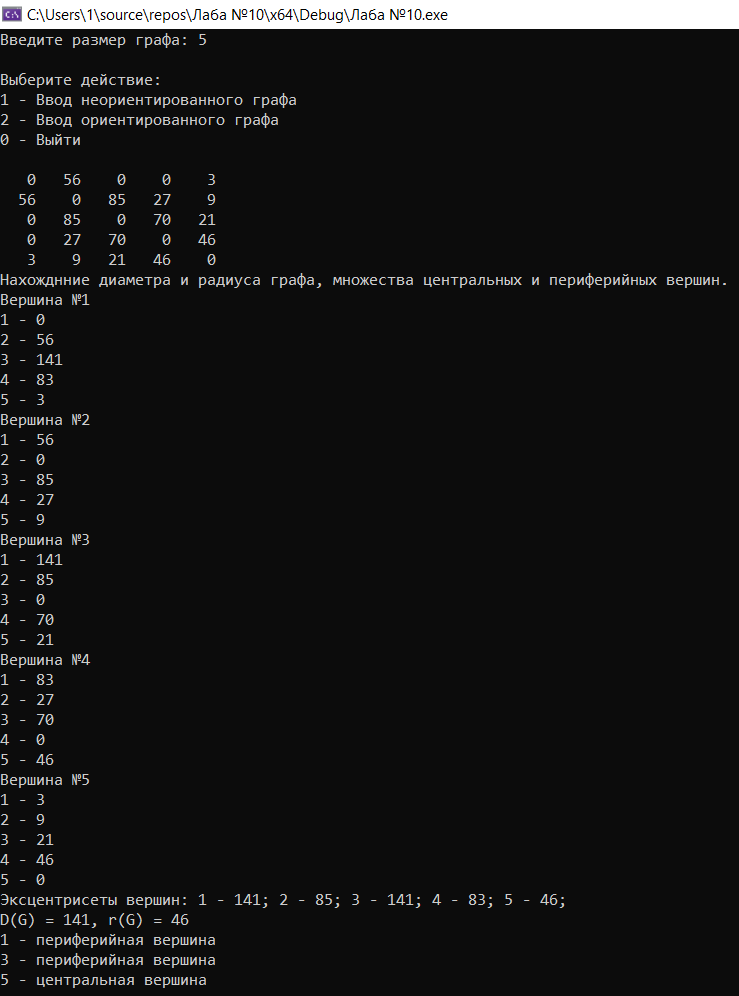 C:\Users\1\source\repos\Лаба №10\x64\Debug\Лаба №10.exe
Введите размер графа: 5
Выберите действие:
1 - Ввод неориентированного графа
2 - Ввод ориентированного графа
0 - Выйти
0 56 0 0 3
56 0 85 27 9
0 85 0 70 21
0 27 70 0 46
3 9 21 46 0
Нахожднние диаметра и радиуса графа, множества центральных и периферийных вершин.
Вершина №1
1 - 0
2 - 56
3 - 141
4 - 83
5 - 3
Вершина №2
1 - 56
2 - 0
3 - 85
4 - 27
5 - 9
Вершина №3
1 - 141
2 - 85
3 - 0
4 - 70
5 - 21
Вершина №4
1 - 83
2 - 27
3 - 70
4 - 0
5 - 46
Вершина №5
1 - 3
2 - 9
3 - 21
4 - 46
5 - 0
Эксцентрисеты вершин: 1 - 141; 2 - 85; 3 - 141; 4 - 83; 5 - 46;
D(G) = 141, r(G) = 46
1 - периферийная вершина
3 - периферийная вершина
5 - центральная вершина